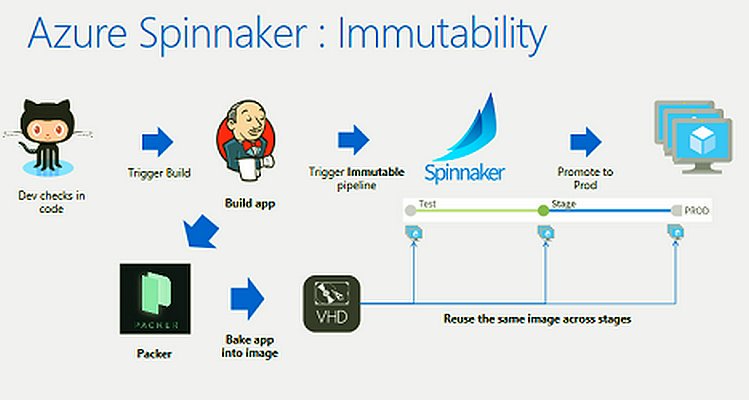 Azure Spinnaker : Immutability
Dev checks in
code
Trigger Build
Build app
Trigger Immutable
pipeline
Spinnaker
Promote to
Prod
Test
Stage
PROD
PACKER
Packer
Bake app
into image
VHD
Reuse the same image across stages